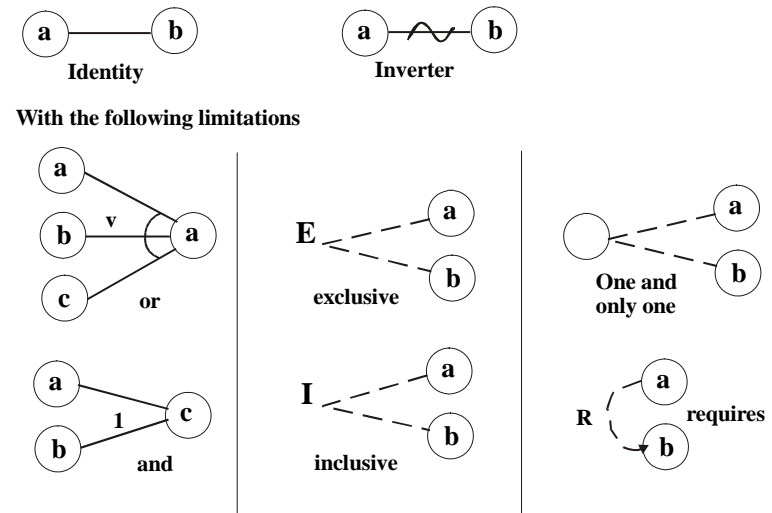 a b
Identity
a b
Inverter
With the following limitations
a
b v a
c
or
a
1 c
b
and
E a
b
exclusive
I a
b
inclusive
a
b
One and
only one
a
R requires
b